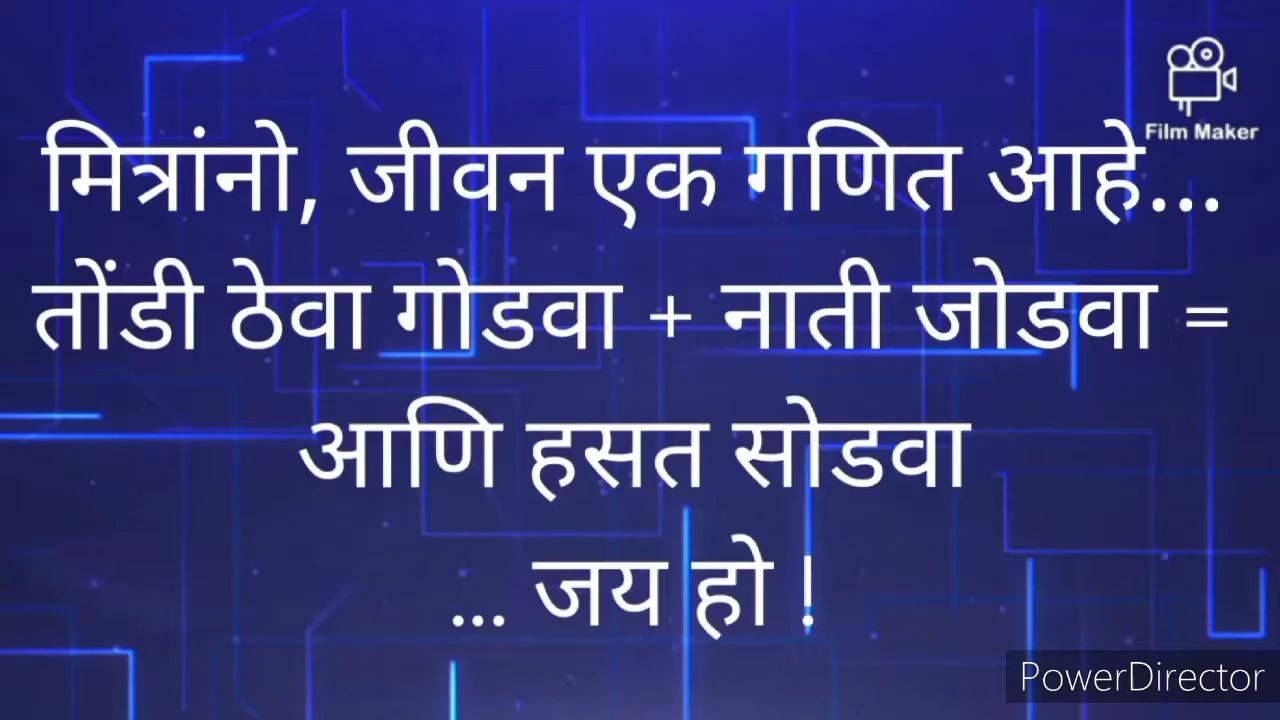 Film Maker
मित्रांनो, जीवन एक गणित आहे...
तोंडी ठेवा गोडवा + नाती जोडवा =
आणि हसत सोडवा
... जय हो !
PowerDirector